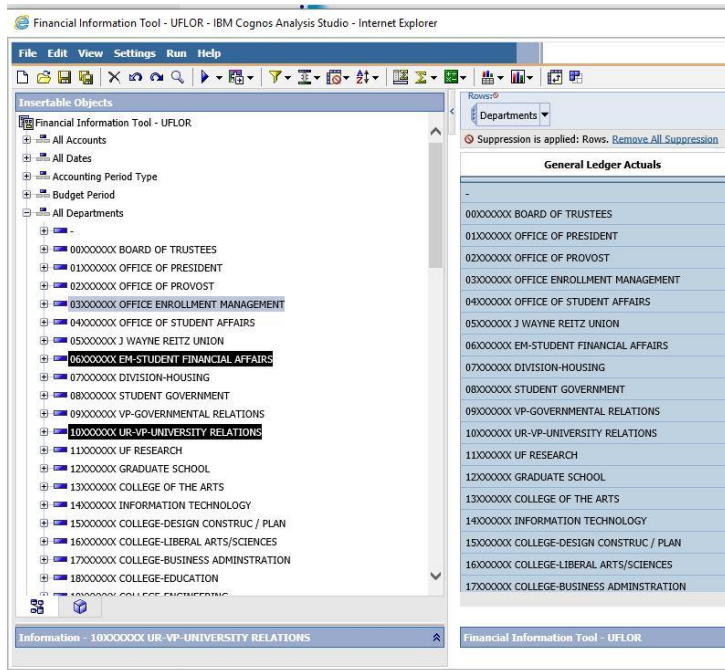 Financial Information Tool - UFLOR - IBM Cognos Analysis Studio - Internet Explorer
File Edit View Settings Run Help
Insertable Objects
Financial Information Tool - UFLOR
All Accounts
All Dates
Accounting Period Type
Budget Period
All Departments
-
00XXXXXX BOARD OF TRUSTEES
01XXXXXX OFFICE OF PRESIDENT
02XXXXXX OFFICE OF PROVOST
03XXXXXX OFFICE ENROLLMENT MANAGEMENT
04XXXXXX OFFICE OF STUDENT AFFAIRS
05XXXXXX J WAYNE REITZ UNION
06XXXXXX EM-STUDENT FINANCIAL AFFAIRS
07XXXXXX DIVISION-HOUSING
08XXXXXX STUDENT GOVERNMENT
09XXXXXX VP-GOVERNMENTAL RELATIONS
10XXXXXX UR-VP-UNIVERSITY RELATIONS
11XXXXXX UF RESEARCH
12XXXXXX GRADUATE SCHOOL
13XXXXXX COLLEGE OF THE ARTS
14XXXXXX INFORMATION TECHNOLOGY
15XXXXXX COLLEGE-DESIGN CONSTRUC / PLAN
16XXXXXX COLLEGE-LIBERAL ARTS/SCIENCES
17XXXXXX COLLEGE-BUSINESS ADMINSTRATION
18XXXXXX COLLEGE-EDUCATION
Information - 10XXXXXX UR-VP-UNIVERSITY RELATIONS
Rows:
Departments
Suppression is applied: Rows. Remove All Suppression
General Ledger Actuals
-
00XXXXXX BOARD OF TRUSTEES
01XXXXXX OFFICE OF PRESIDENT
02XXXXXX OFFICE OF PROVOST
03XXXXXX OFFICE ENROLLMENT MANAGEMENT
04XXXXXX OFFICE OF STUDENT AFFAIRS
05XXXXXX J WAYNE REITZ UNION
06XXXXXX EM-STUDENT FINANCIAL AFFAIRS
07XXXXXX DIVISION-HOUSING
08XXXXXX STUDENT GOVERNMENT
09XXXXXX VP-GOVERNMENTAL RELATIONS
10XXXXXX UR-VP-UNIVERSITY RELATIONS
11XXXXXX UF RESEARCH
12XXXXXX GRADUATE SCHOOL
13XXXXXX COLLEGE OF THE ARTS
14XXXXXX INFORMATION TECHNOLOGY
15XXXXXX COLLEGE-DESIGN CONSTRUC / PLAN
16XXXXXX COLLEGE-LIBERAL ARTS/SCIENCES
17XXXXXX COLLEGE-BUSINESS ADMINSTRATION
Financial Information Tool - UFLOR